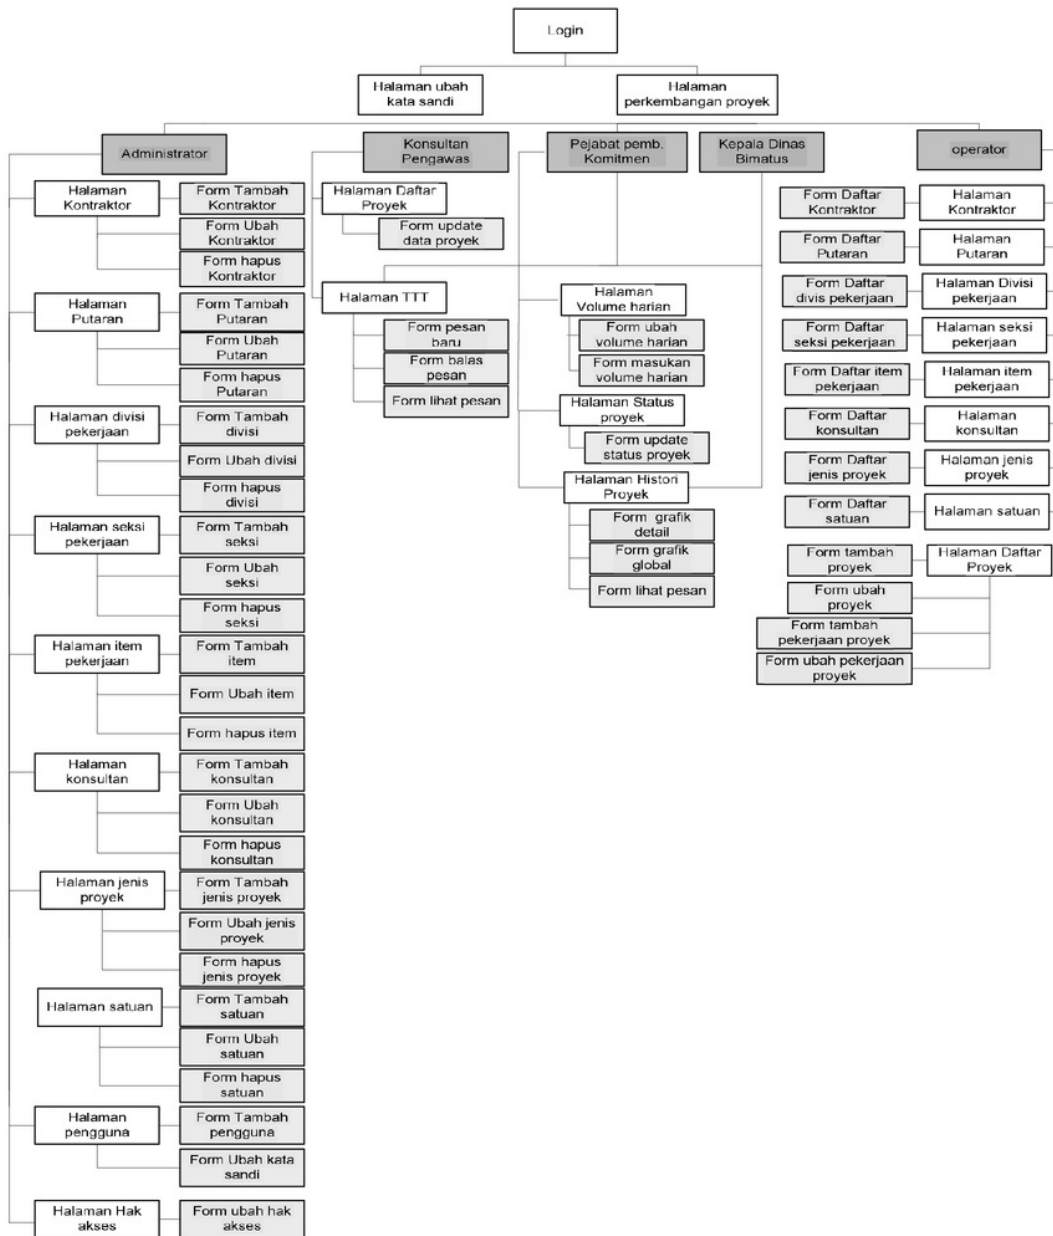 Login
Halaman ubah
kata sandi
Halaman
perkembangan proyek
Administrator
Konsultan
Pengawas
Pejabat pemb.
Komitmen
Kepala Dinas
Bimatus
operator
Halaman
Kontraktor
Form Tambah
Kontraktor
Form Ubah
Kontraktor
Form hapus
Kontraktor
Halaman
Putaran
Form Tambah
Putaran
Form Ubah
Putaran
Form hapus
Putaran
Halaman divisi
pekerjaan
Form Tambah
divisi
Form Ubah divisi
Form hapus
divisi
Halaman seksi
pekerjaan
Form Tambah
seksi
Form Ubah
seksi
Form hapus
seksi
Halaman item
pekerjaan
Form Tambah
item
Form Ubah item
Form hapus item
Halaman
konsultan
Form Tambah
konsultan
Form Ubah
konsultan
Form hapus
konsultan
Halaman jenis
proyek
Form Tambah
jenis proyek
Form Ubah jenis
proyek
Form hapus
jenis proyek
Halaman satuan
Form Tambah
satuan
Form Ubah
satuan
Form hapus
satuan
Halaman
pengguna
Form Tambah
pengguna
Form Ubah kata
sandi
Halaman Hak
akses
Form ubah hak
akses
Halaman Daftar
Proyek
Form update
data proyek
Halaman TTT
Form pesan
baru
Form balas
pesan
Form lihat pesan
Halaman
Volume harian
Form ubah
volume harian
Form masukan
volume harian
Halaman Status
proyek
Form update
status proyek
Halaman Histori
Proyek
Form grafik
detail
Form grafik
global
Form lihat pesan
Form Daftar
Kontraktor
Halaman
Kontraktor
Form Daftar
Putaran
Halaman
Putaran
Form Daftar
divis pekerjaan
Halaman Divisi
pekerjaan
Form Daftar
seksi pekerjaan
Halaman seksi
pekerjaan
Form Daftar item
pekerjaan
Halaman item
pekerjaan
Form Daftar
konsultan
Halaman
konsultan
Form Daftar
jenis proyek
Halaman jenis
proyek
Form Daftar
satuan
Halaman satuan
Form tambah
proyek
Halaman Daftar
Proyek
Form ubah
proyek
Form tambah
pekerjaan proyek
Form ubah pekerjaan
proyek